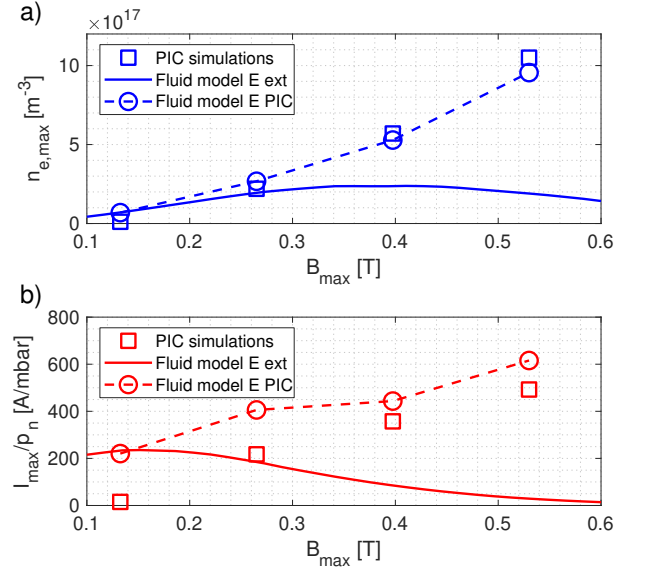 a)
×10^17
10
5
0
n_e,max [m^-3]
PIC simulations
Fluid model E ext
Fluid model E PIC
0.1 0.2 0.3 0.4 0.5 0.6
B_max [T]
b)
800
600
400
200
0
I_max/p_n [A/mbar]
PIC simulations
Fluid model E ext
Fluid model E PIC
0.1 0.2 0.3 0.4 0.5 0.6
B_max [T]